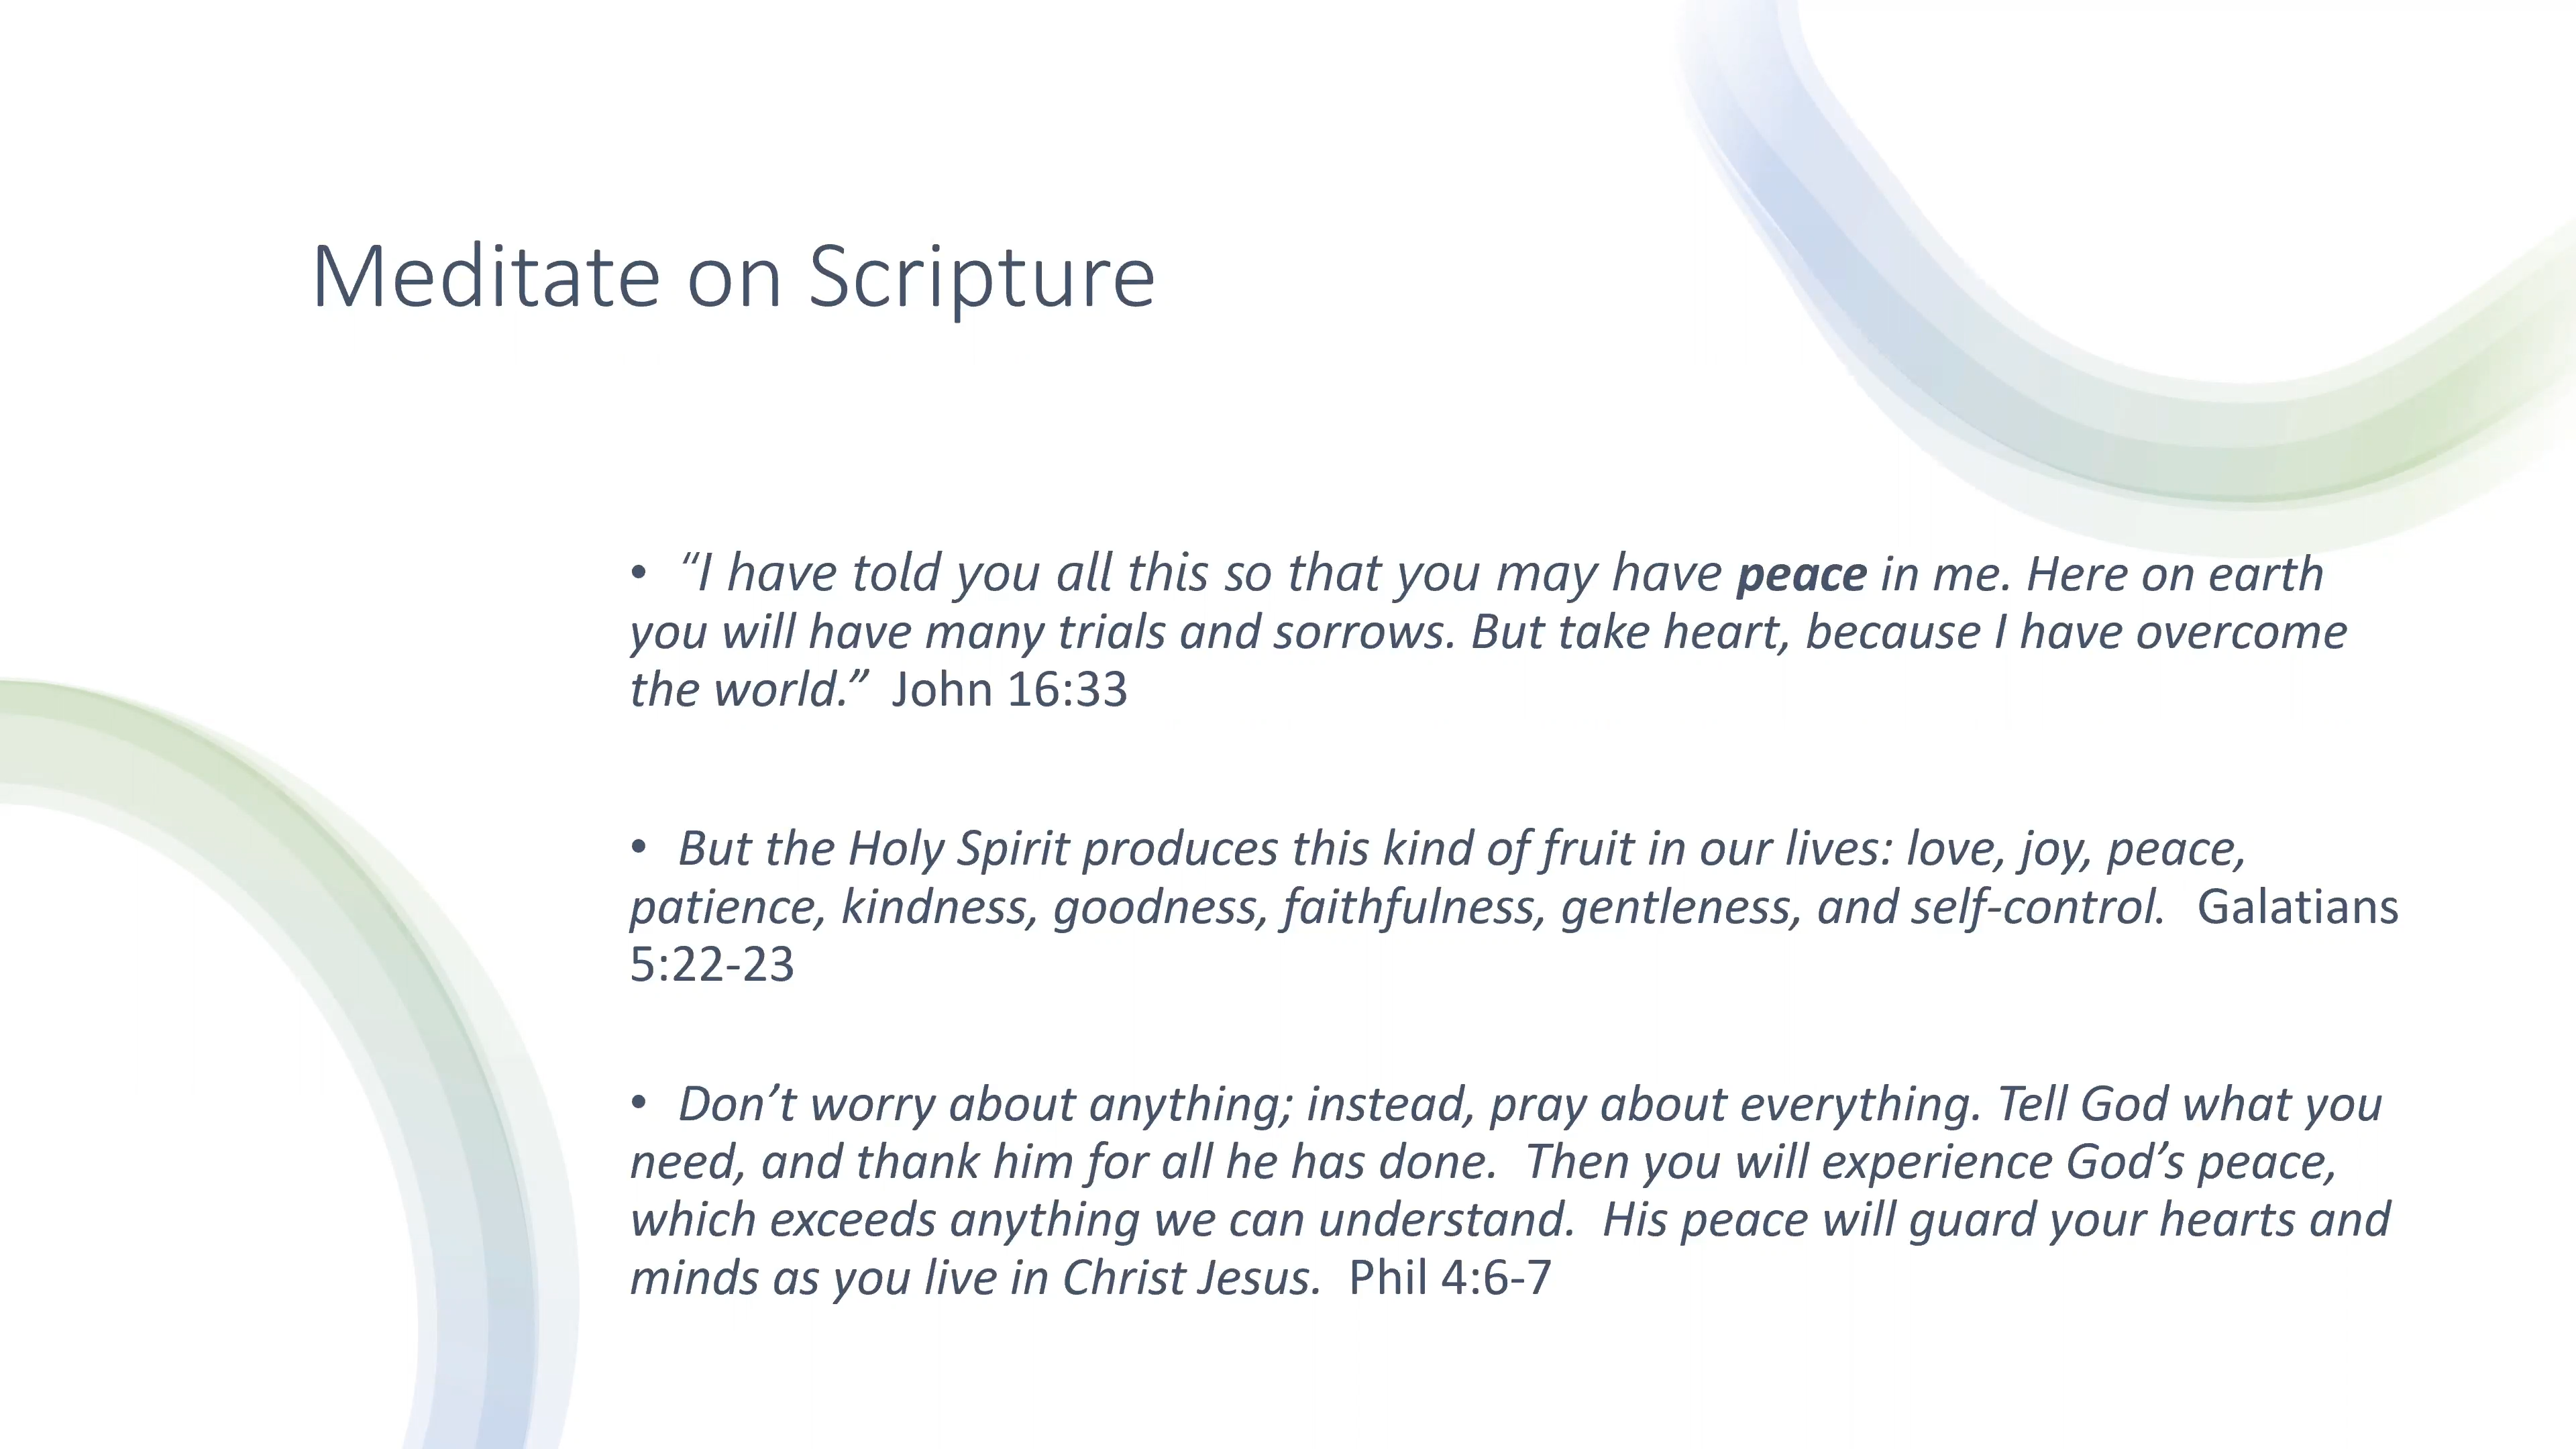 Meditate on Scripture
• “I have told you all this so that you may have peace in me. Here on earth
you will have many trials and sorrows. But take heart, because I have overcome
the world.” John 16:33
• But the Holy Spirit produces this kind of fruit in our lives: love, joy, peace,
patience, kindness, goodness, faithfulness, gentleness, and self-control. Galatians
5:22-23
• Don’t worry about anything; instead, pray about everything. Tell God what you
need, and thank him for all he has done. Then you will experience God’s peace,
which exceeds anything we can understand. His peace will guard your hearts and
minds as you live in Christ Jesus. Phil 4:6-7